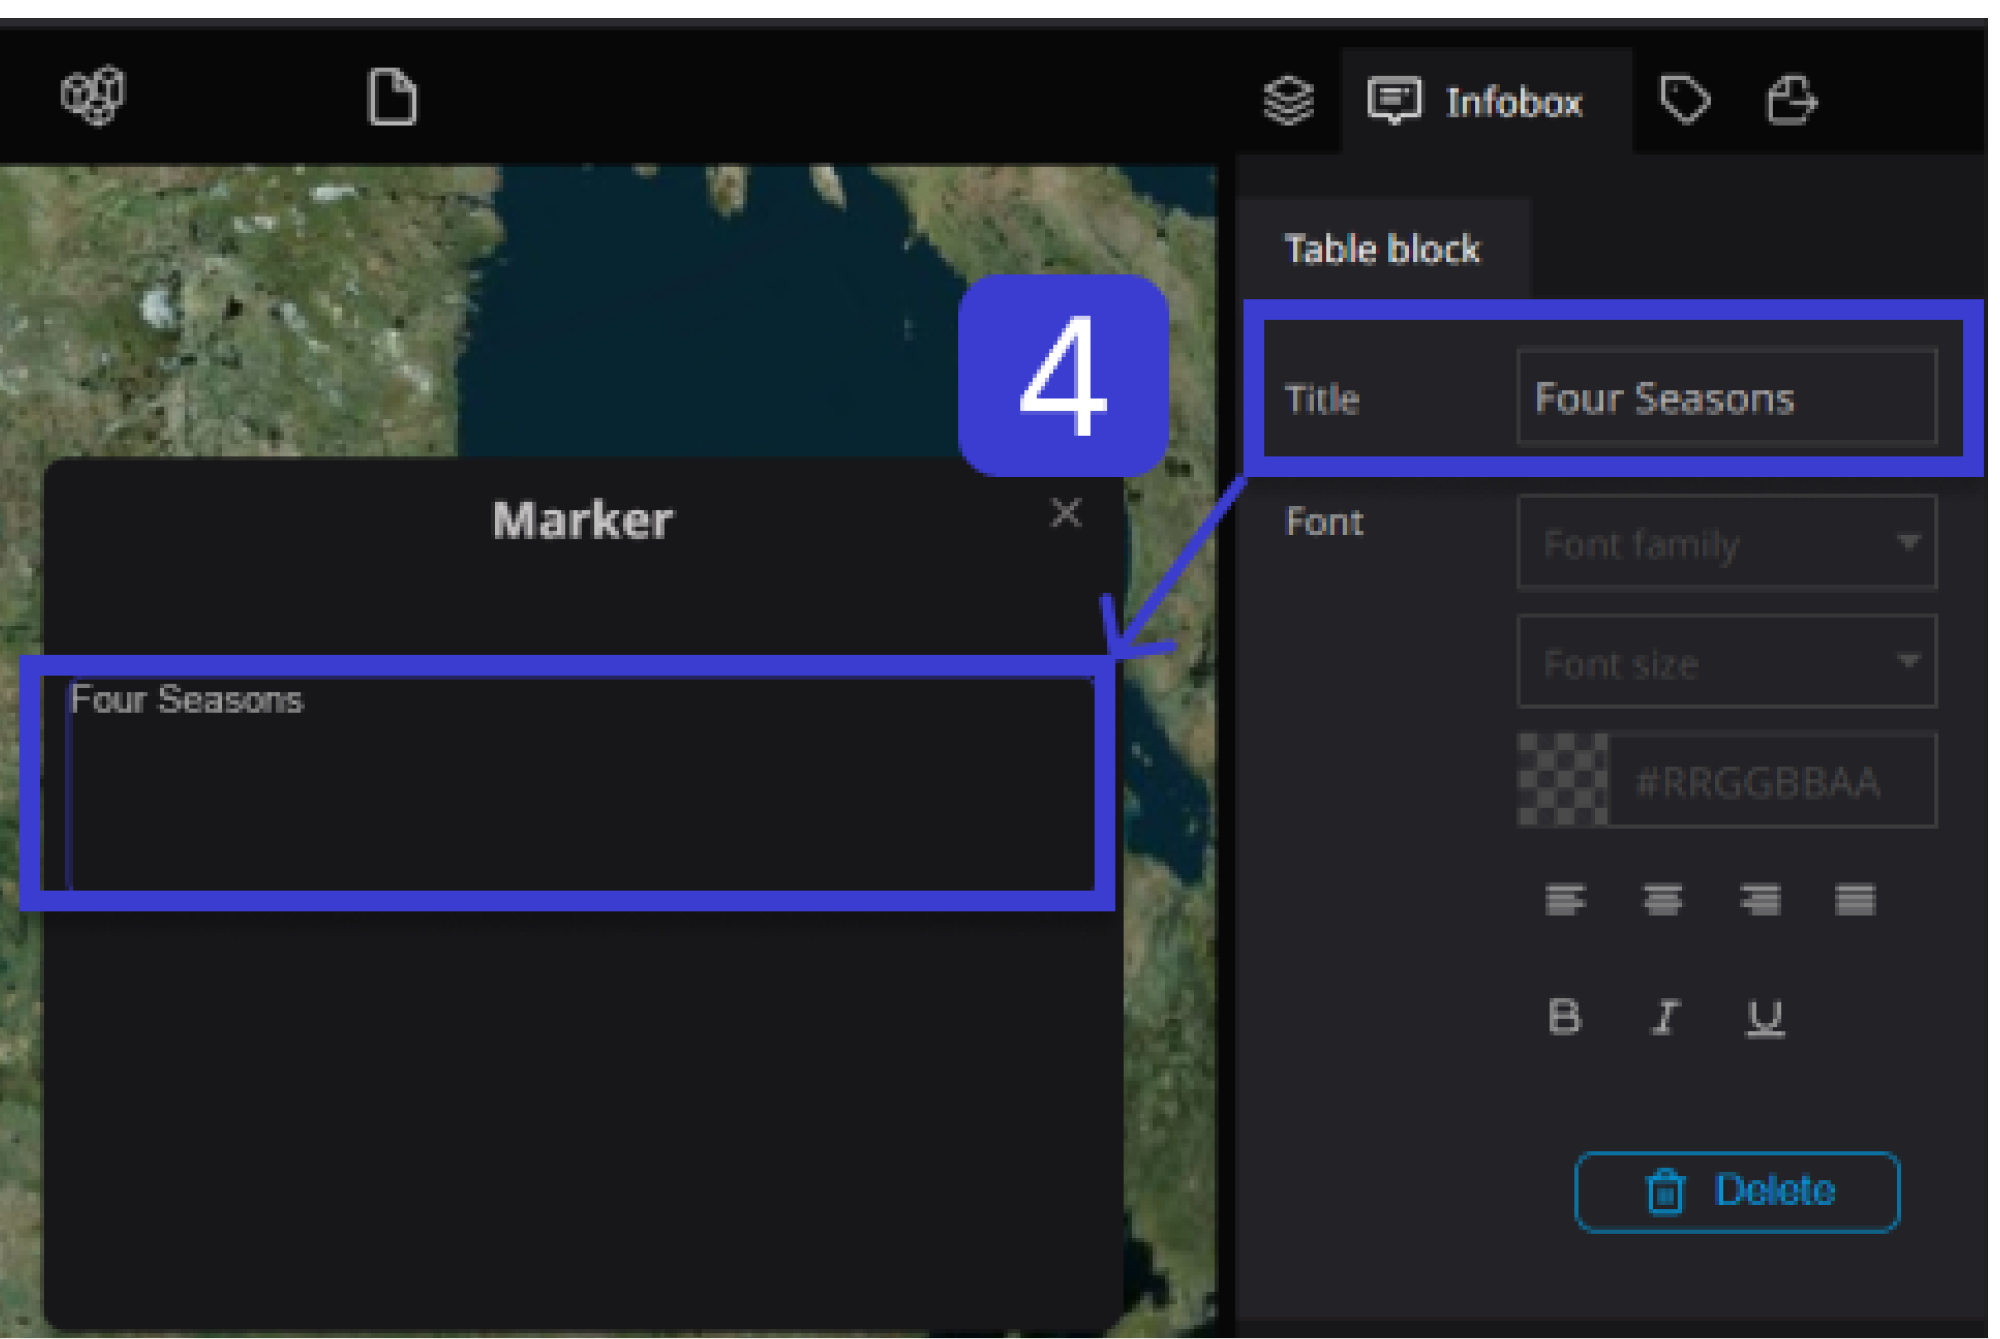 Infobox
Table block
4
Title
Four Seasons
Marker
Font
Font family
Font size
Four Seasons
#RRGGBBAA
B I U
Delete